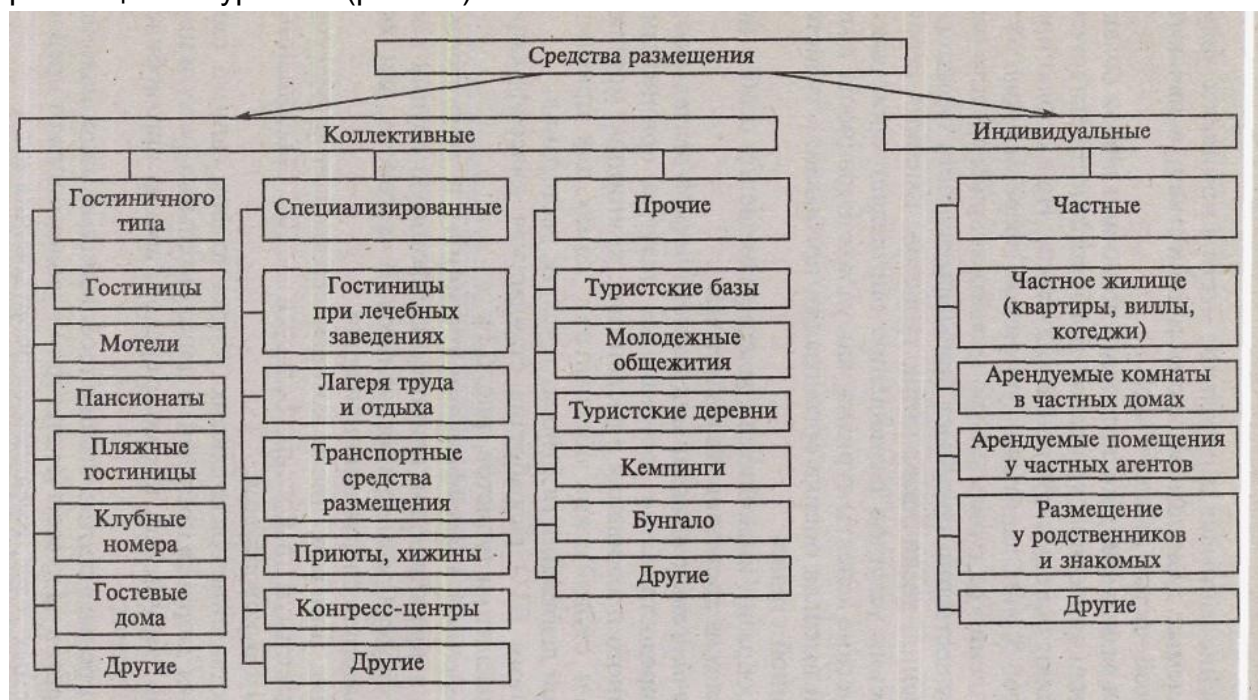 Средства размещения
Коллективные
Индивидуальные
Гостиничного
типа
Гостиницы
Мотели
Пансионаты
Пляжные
гостиницы
Клубные
номера
Гостевые
дома
Другие
Специализированные
Гостиницы
при лечебных
заведениях
Лагеря труда
и отдыха
Транспортные
средства
размещения
Приюты, хижины
Конгресс-центры
Другие
Прочие
Туристские базы
Молодежные
общежития
Туристские деревни
Кемпинги
Бунгало
Другие
Частные
Частное жилище
(квартиры, виллы,
котеджи)
Арендуемые комнаты
в частных домах
Арендуемые помещения
у частных агентов
Размещение
у родственников
и знакомых
Другие